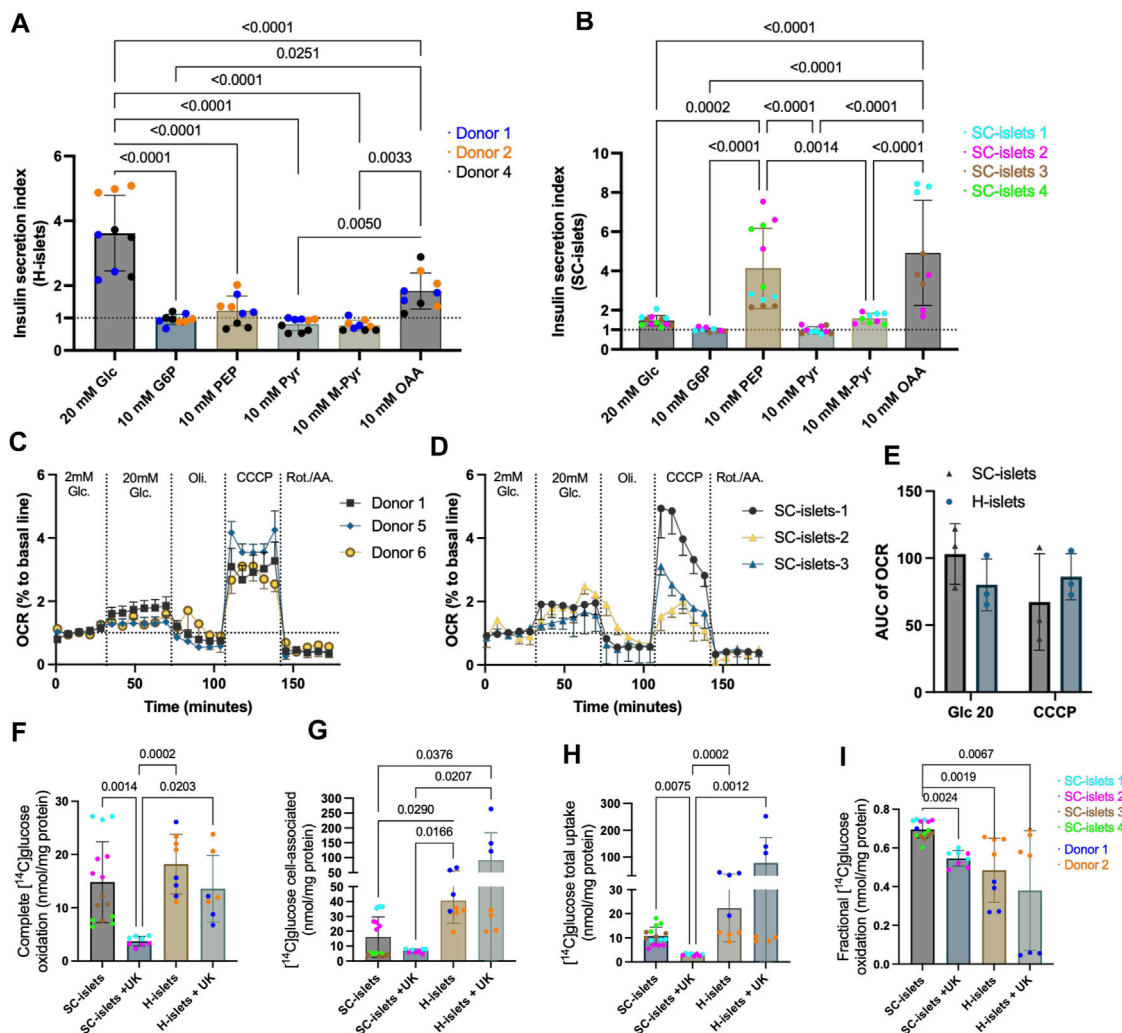 A
<0.0001
0.0251
<0.0001
<0.0001
<0.0001
<0.0001
0.0033
0.0050
Donor 1
Donor 2
Donor 4
Insulin secretion index
(H-islets)
6
4
2
1
0
20 mM Glc
10 mM G6P
10 mM PEP
10 mM Pyr
10 mM M-Pyr
10 mM OAA
B
<0.0001
<0.0001
0.0002
<0.0001
<0.0001
<0.0001
0.0014
<0.0001
SC-islets 1
SC-islets 2
SC-islets 3
SC-islets 4
Insulin secretion index
(SC-islets)
10
8
6
4
2
1
0
20 mM Glc
10 mM G6P
10 mM PEP
10 mM Pyr
10 mM M-Pyr
10 mM OAA
C
2mM
Glc.
20mM
Glc.
Oli.
CCCP
Rot./AA.
Donor 1
Donor 5
Donor 6
OCR (% to basal line)
6
4
2
1
0
0
50
100
150
Time (minutes)
D
2mM
Glc.
20mM
Glc.
Oli.
CCCP
Rot./AA.
SC-islets-1
SC-islets-2
SC-islets-3
OCR (% to basal line)
6
4
2
1
0
0
50
100
150
Time (minutes)
E
SC-islets
H-islets
AUC of OCR
150
100
50
0
Glc 20
CCCP
F
0.0002
0.0014
0.0203
Complete [¹⁴C]glucose
oxidation (nmol/mg protein)
30
20
10
0
SC-islets
SC-islets +UK
H-islets
H-islets + UK
G
0.0376
0.0207
0.0290
0.0166
[¹⁴C]glucose cell-associated
(nmol/mg protein)
300
250
200
150
100
50
50
40
30
20
10
0
SC-islets
SC-islets +UK
H-islets
H-islets + UK
H
0.0002
0.0075
0.0012
[¹⁴C]glucose total uptake
(nmol/mg protein)
300
200
100
30
20
10
0
SC-islets
SC-islets +UK
H-islets
H-islets + UK
I
0.0067
0.0019
0.0024
SC-islets 1
SC-islets 2
SC-islets 3
SC-islets 4
Donor 1
Donor 2
Fractional [¹⁴C]glucose
oxidation (nmol/mg protein)
0.8
0.6
0.4
0.2
0.0
SC-islets
SC-islets +UK
H-islets
H-islets + UK